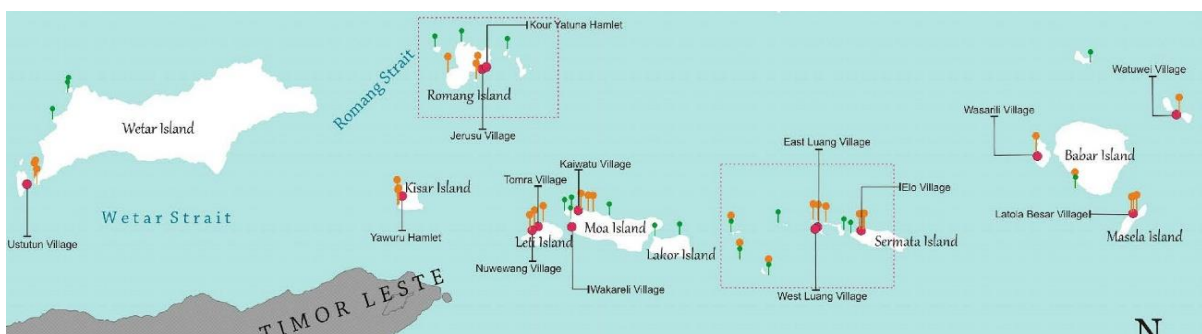 Kour Yatuna Hamlet
Watuwei Village
Romang Strait
Romang Island
Wetar Island
Jerusu Village
Wasarili Village
East Luang Village
Babar Island
Kaiwatu Village
Tomra Village
Kisar Island
Elo Village
Wetar Strait
Latola Besar Village
Ustutun Village
Yawuru Hamlet
Leti Island
Moa Island
Masela Island
Sermata Island
Lakor Island
Nuwewang Village
Wakareli Village
West Luang Village
TIMOR LESTE
N